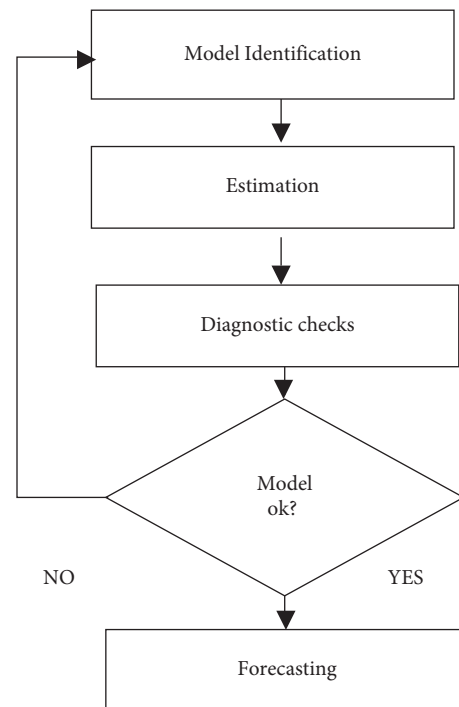 Model Identification
Estimation
Diagnostic checks
Model
ok?
NO
YES
Forecasting